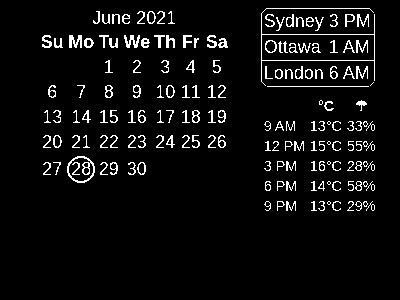 June 2021
Su Mo Tu We Th Fr Sa
1 2 3 4 5
6 7 8 9 10 11 12
13 14 15 16 17 18 19
20 21 22 23 24 25 26
27 28 29 30
Sydney 3 PM
Ottawa 1 AM
London 6 AM
°C ☂
9 AM 13°C 33%
12 PM 15°C 55%
3 PM 16°C 28%
6 PM 14°C 58%
9 PM 13°C 29%